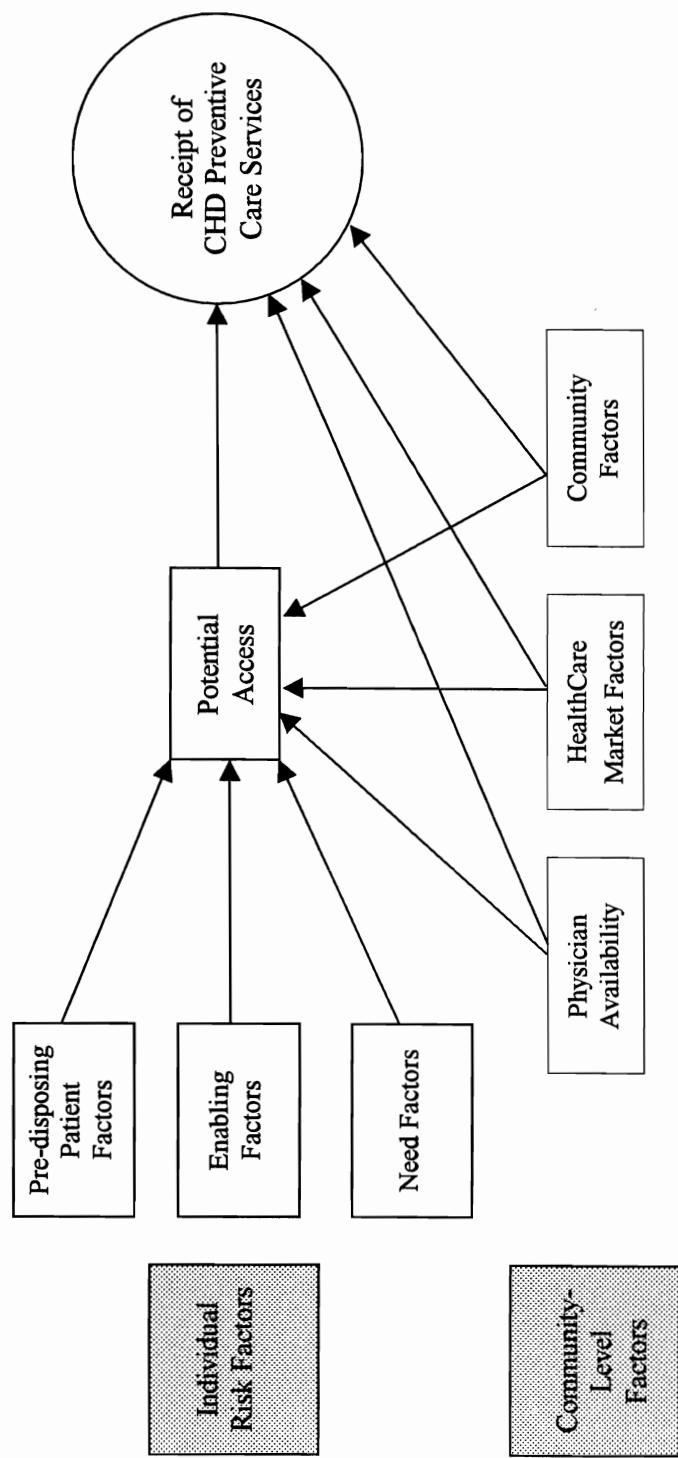 Individual
Risk Factors
Pre-disposing
Patient
Factors
Enabling
Factors
Need Factors
Potential
Access
Receipt of
CHD Preventive
Care Services
Community-
Level
Factors
Physician
Availability
HealthCare
Market Factors
Community
Factors